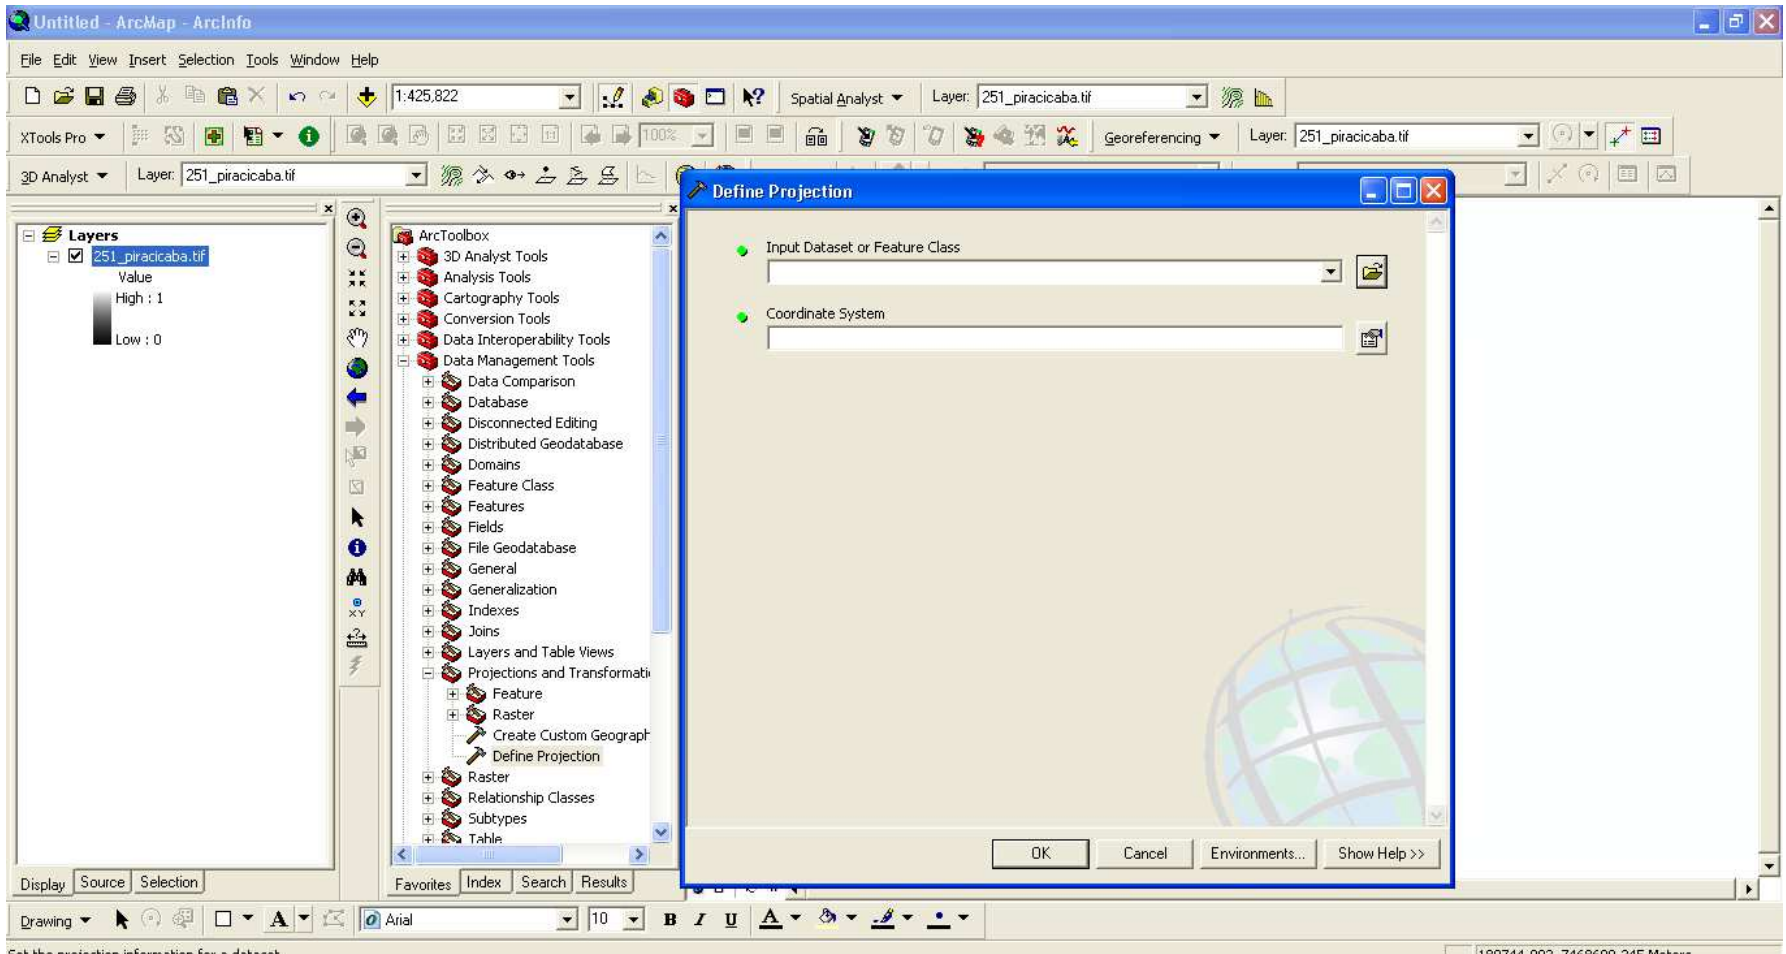 Untitled - ArcMap - ArcInfo
File Edit View Insert Selection Tools Window Help
1:425,822 Spatial Analyst Layer: 251_piracicaba.tif
XTools Pro 100% Georeferencing Layer: 251_piracicaba.tif
3D Analyst Layer: 251_piracicaba.tif
Layers
251_piracicaba.tif
Value
High : 1
Low : 0
Display Source Selection
ArcToolbox
3D Analyst Tools
Analysis Tools
Cartography Tools
Conversion Tools
Data Interoperability Tools
Data Management Tools
Data Comparison
Database
Disconnected Editing
Distributed Geodatabase
Domains
Feature Class
Features
Fields
File Geodatabase
General
Generalization
Indexes
Joins
Layers and Table Views
Projections and Transformati
Feature
Raster
Create Custom Geograph
Define Projection
Raster
Relationship Classes
Subtypes
Table
Favorites Index Search Results
Define Projection
Input Dataset or Feature Class
Coordinate System
OK Cancel Environments... Show Help >>
Drawing A Arial 10 B I U A
Set the projection information for a dataset